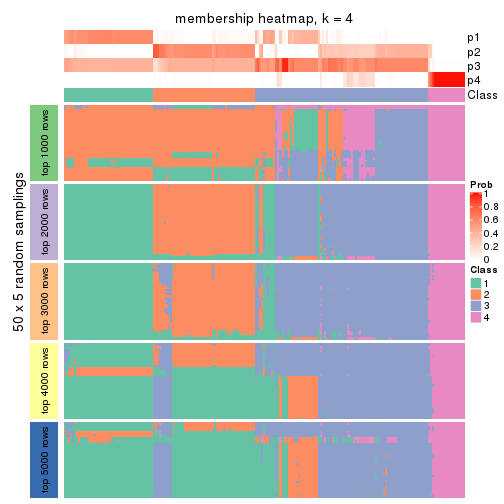 membership heatmap, k = 4
p1
p2
p3
p4
Class
50 x 5 random samplings
top 1000 rows
top 2000 rows
top 3000 rows
top 4000 rows
top 5000 rows
Prob
1
0.8
0.6
0.4
0.2
0
Class
1
2
3
4